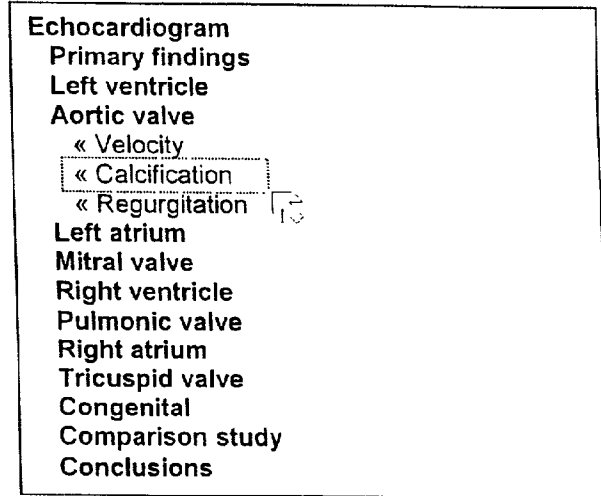 Echocardiogram
Primary findings
Left ventricle
Aortic valve
« Velocity
« Calcification
« Regurgitation
Left atrium
Mitral valve
Right ventricle
Pulmonic valve
Right atrium
Tricuspid valve
Congenital
Comparison study
Conclusions